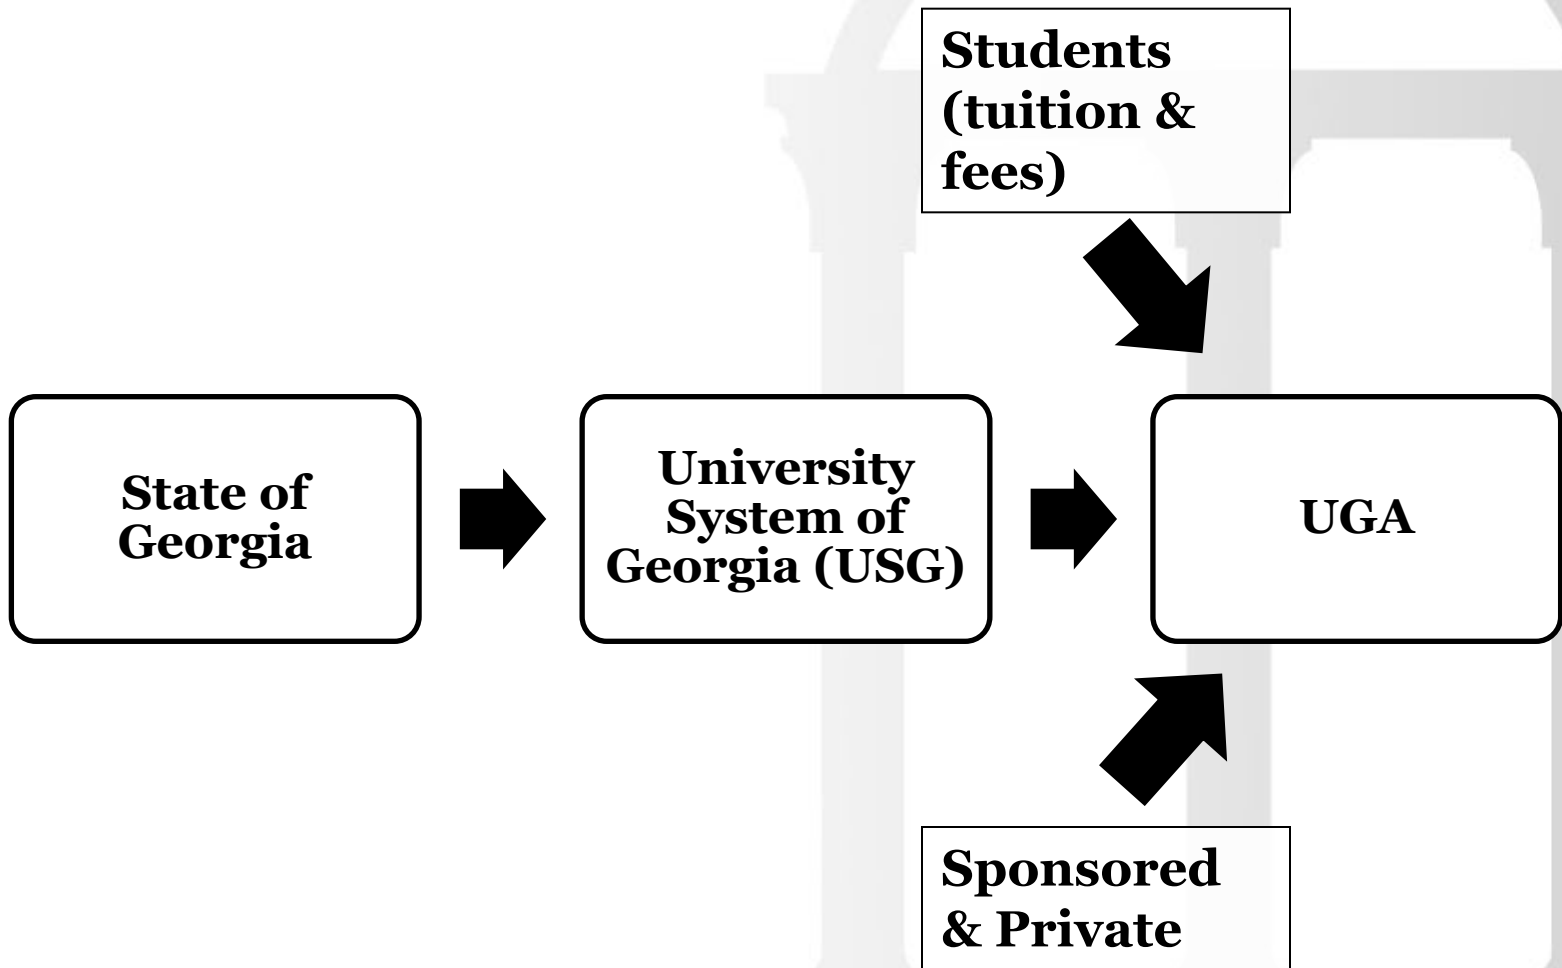 Students
(tuition &
fees)
State of
Georgia
University
System of
Georgia (USG)
UGA
Sponsored
& Private